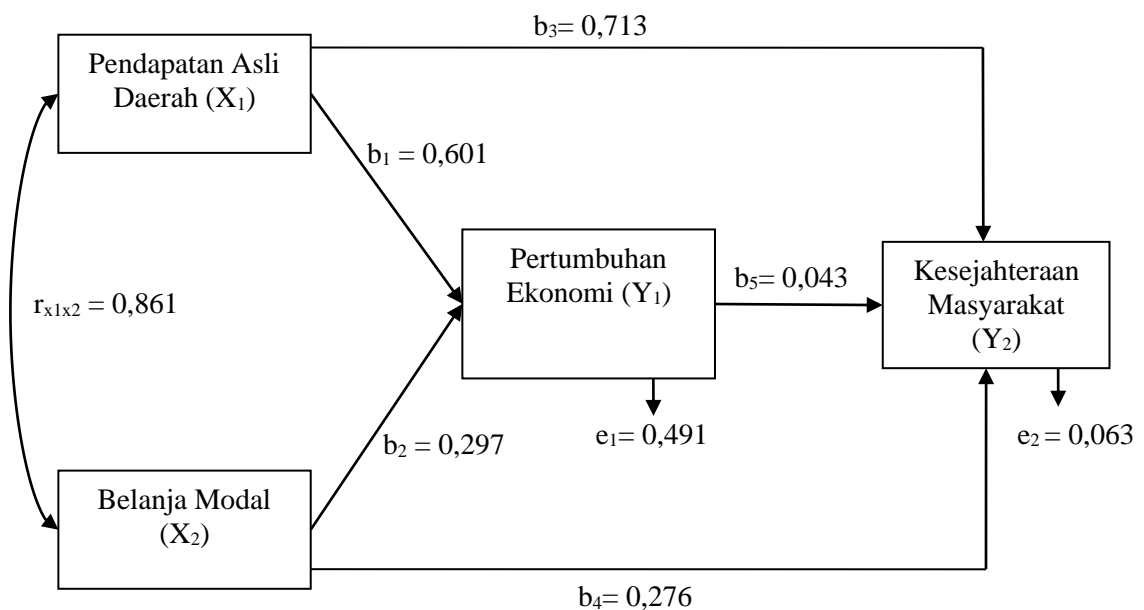 b₃= 0,713
Pendapatan Asli
Daerah (X₁)
b₁ = 0,601
Pertumbuhan
Ekonomi (Y₁)
b₅= 0,043
Kesejahteraan
Masyarakat
(Y₂)
rₓ₁ₓ₂ = 0,861
b₂ = 0,297
e₁= 0,491
e₂ = 0,063
Belanja Modal
(X₂)
b₄= 0,276